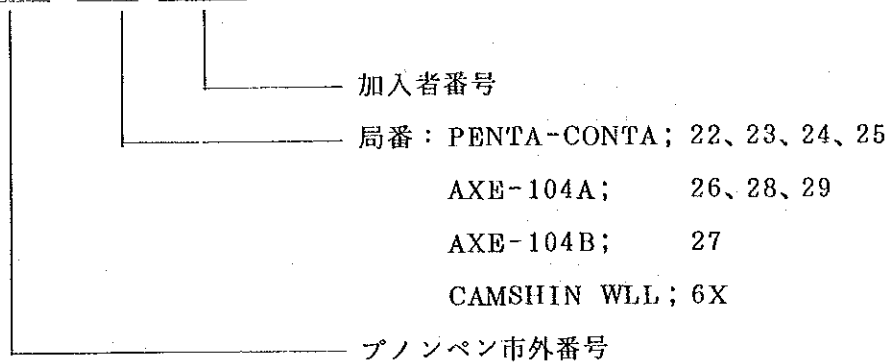 加入者番号
局番：PENTA-CONTA；22、23、24、25
AXE-104A； 26、28、29
AXE-104B； 27
CAMSHIN WLL；6X
プノンペン市外番号